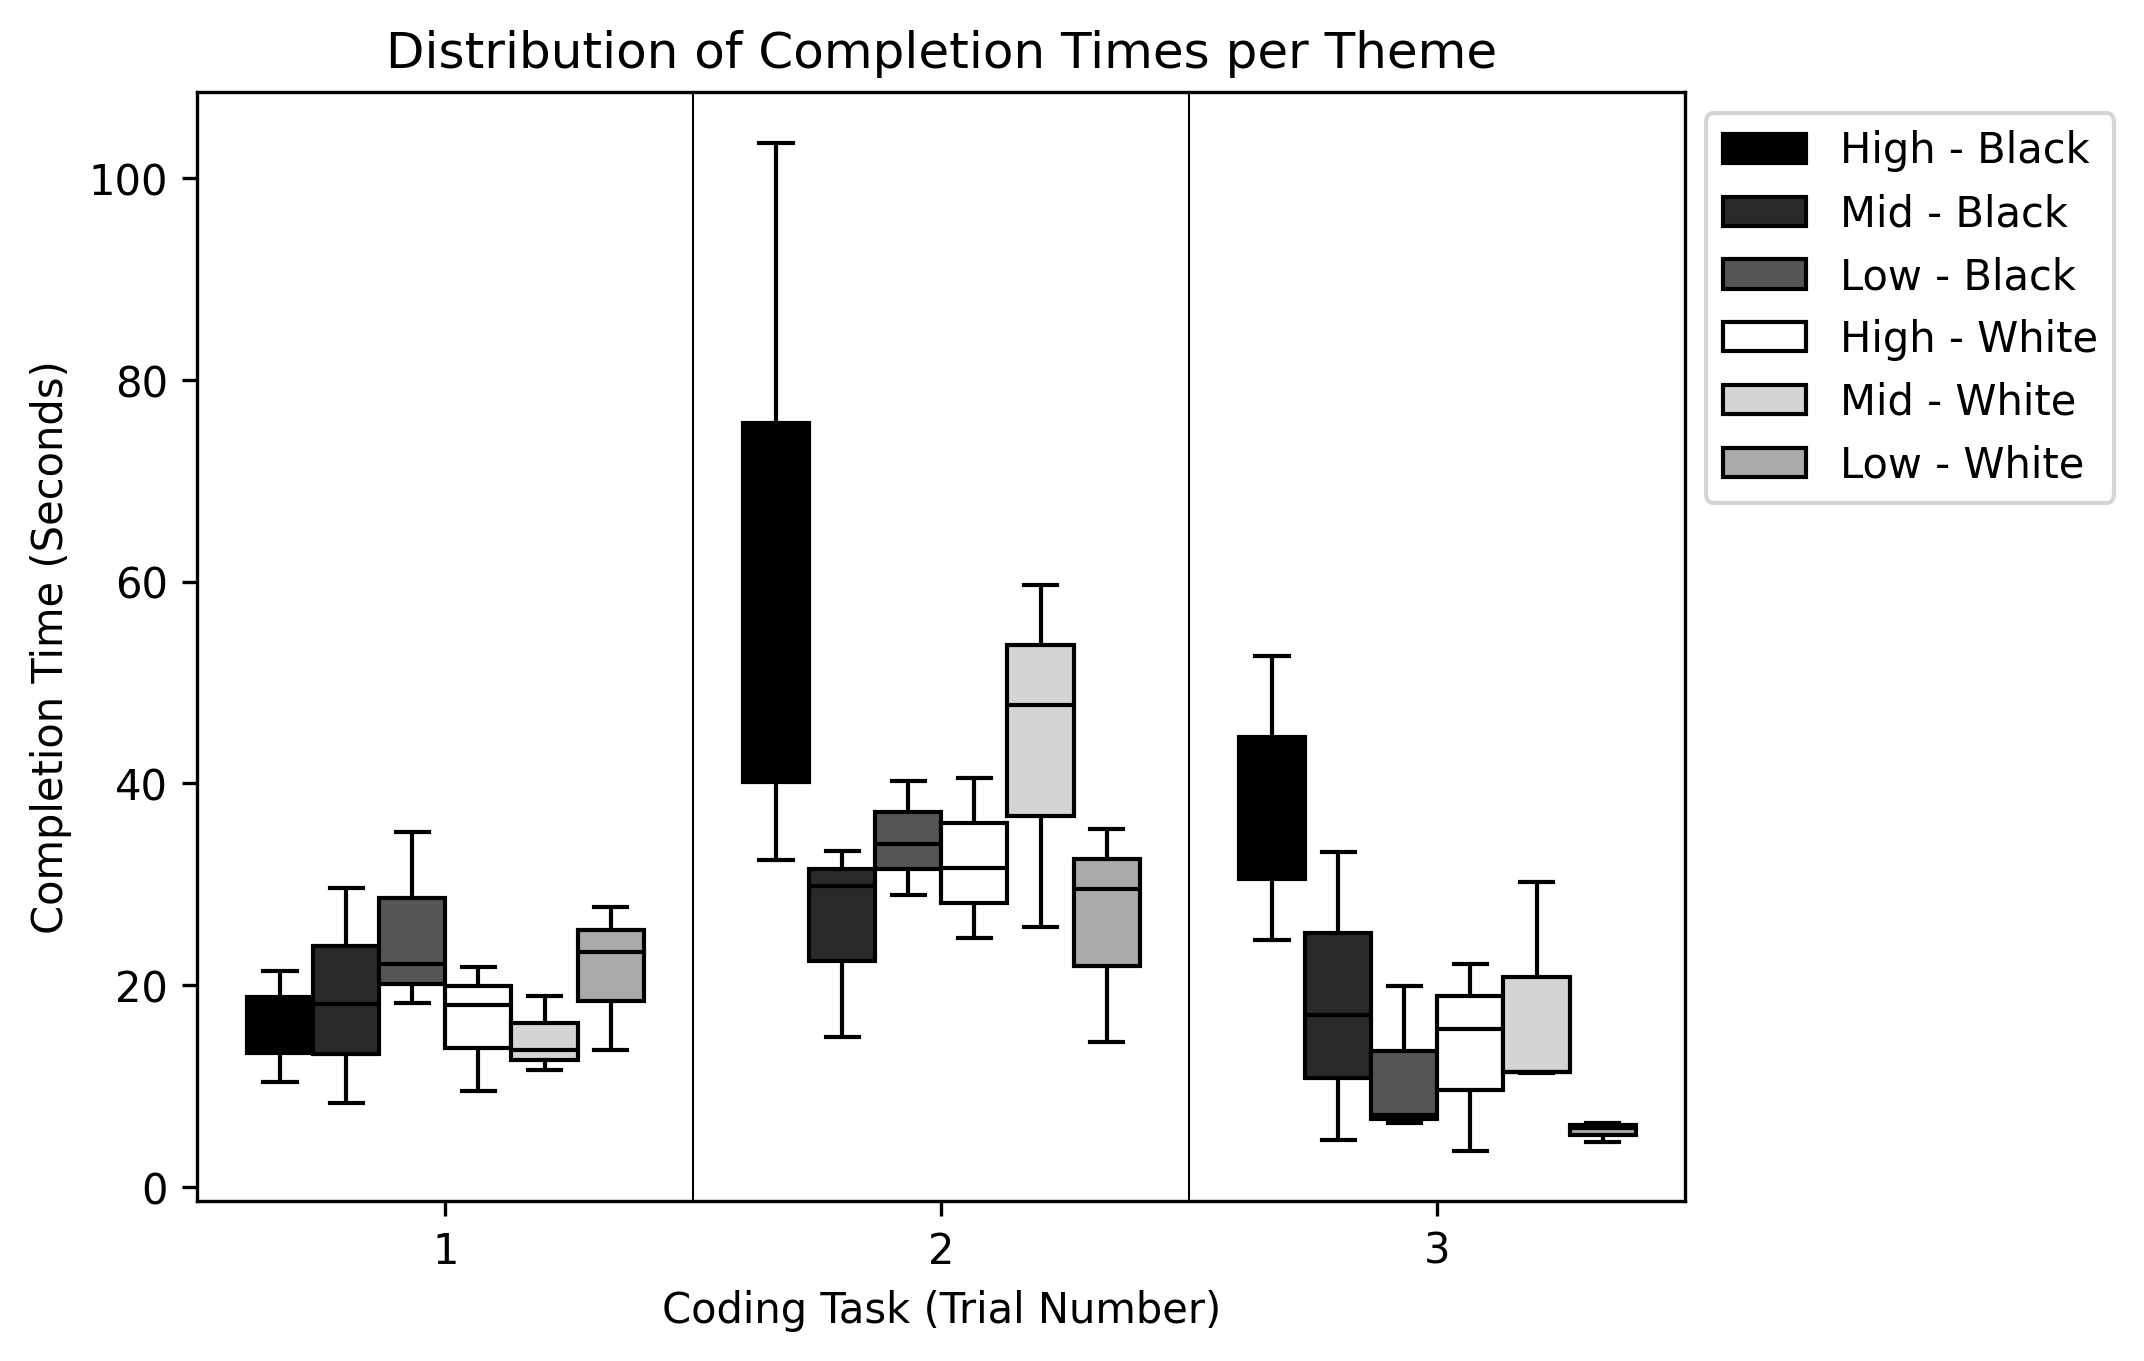 Distribution of Completion Times per Theme
Completion Time (Seconds)
100
80
60
40
20
0
1
2
3
Coding Task (Trial Number)
High - Black
Mid - Black
Low - Black
High - White
Mid - White
Low - White